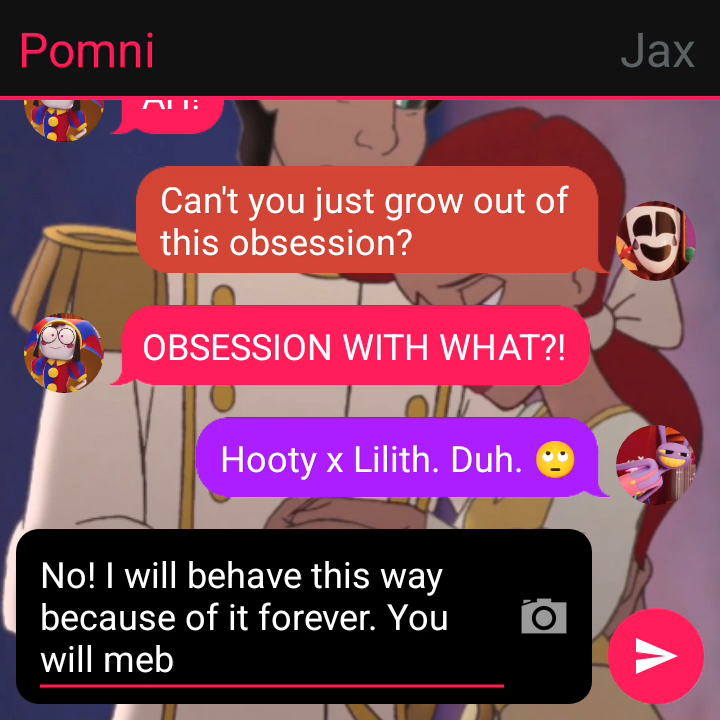 Pomni
Jax
Can't you just grow out of
this obsession?
OBSESSION WITH WHAT?!
Hooty x Lilith. Duh. 🙄
No! I will behave this way
because of it forever. You
will meb